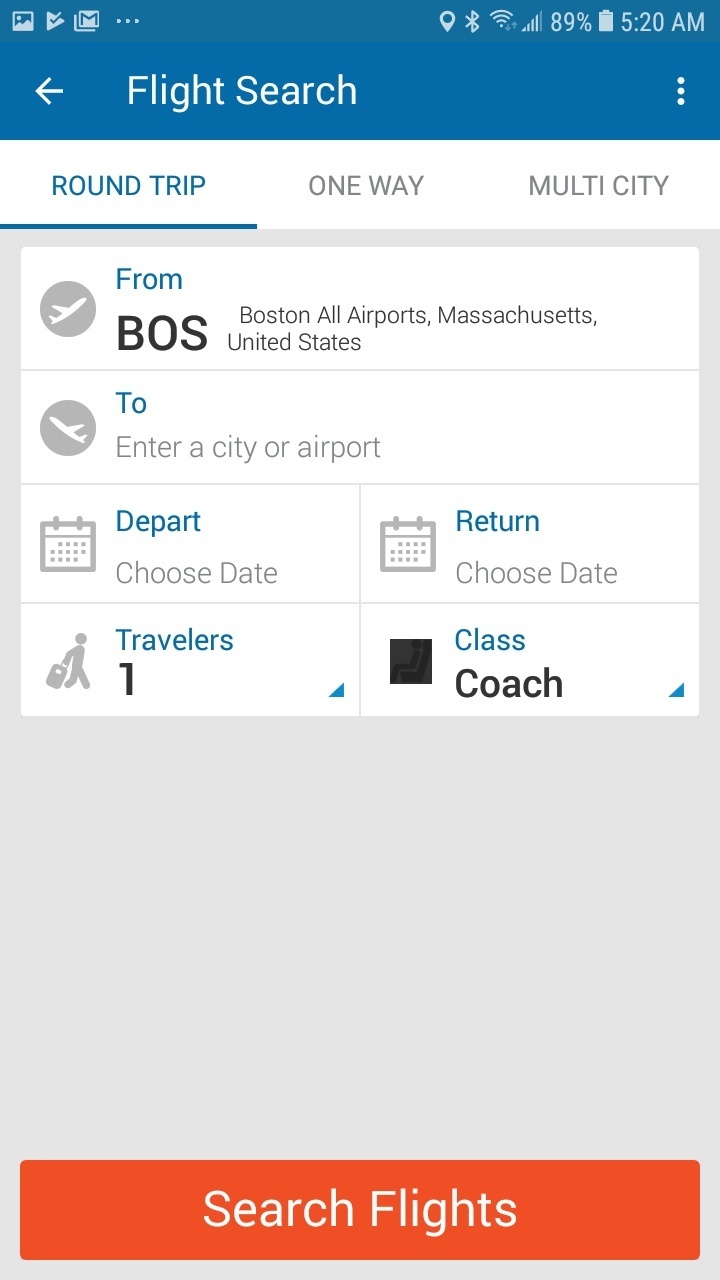 89% 5:20 AM
Flight Search
ROUND TRIP ONE WAY MULTI CITY
From
BOS Boston All Airports, Massachusetts,
United States
To
Enter a city or airport
Depart Return
Choose Date Choose Date
Travelers Class
1 Coach
Search Flights